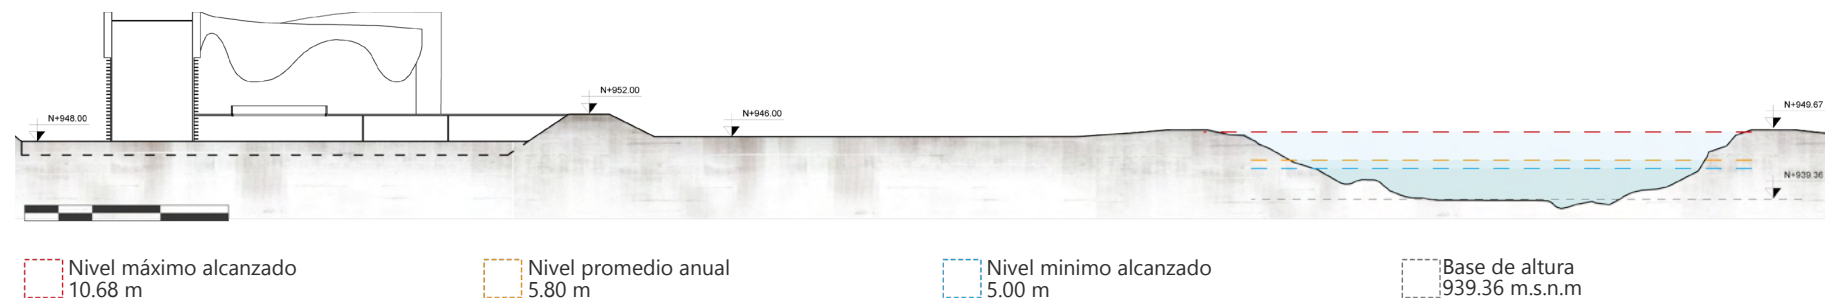 N+948.00
N+952.00
N+946.00
N+949.67
N+939.36
Nivel máximo alcanzado
10.68 m
Nivel promedio anual
5.80 m
Nivel minimo alcanzado
5.00 m
Base de altura
939.36 m.s.n.m